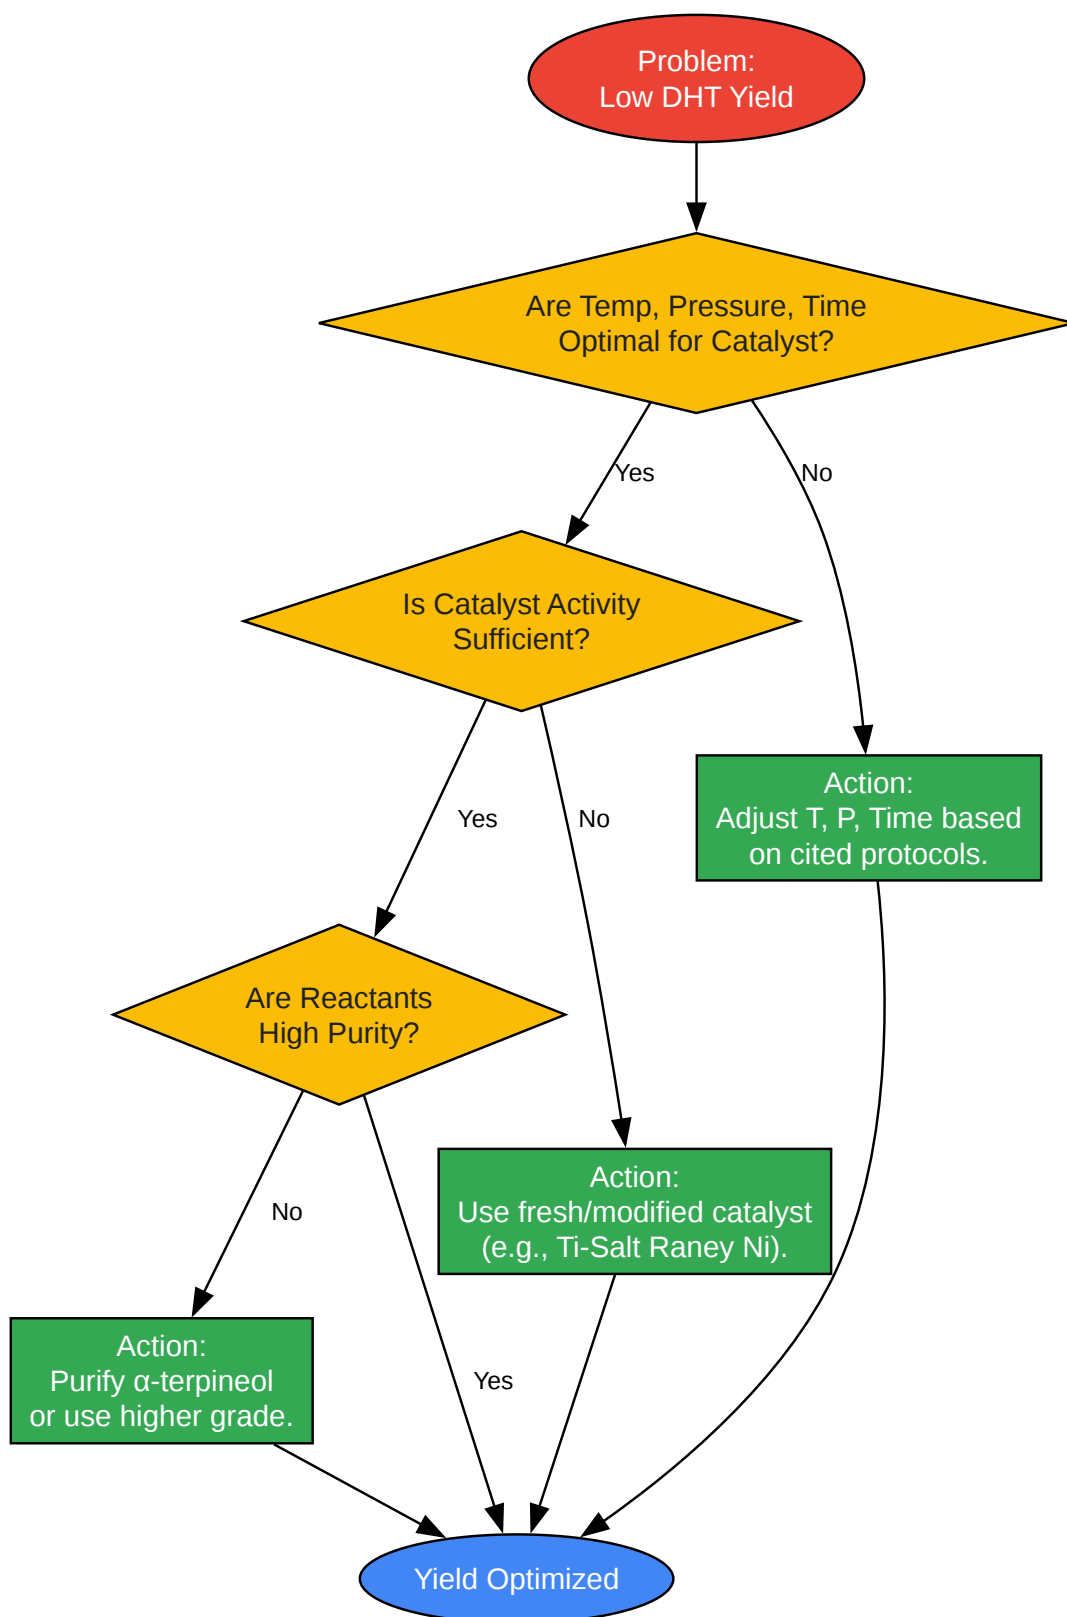 Problem:
Low DHT Yield
Are Temp, Pressure, Time
Optimal for Catalyst?
Yes
No
Is Catalyst Activity
Sufficient?
Action:
Adjust T, P, Time based
on cited protocols.
Yes
No
Are Reactants
High Purity?
Action:
Use fresh/modified catalyst
(e.g., Ti-Salt Raney Ni).
No
Yes
Action:
Purify α-terpineol
or use higher grade.
Yield Optimized